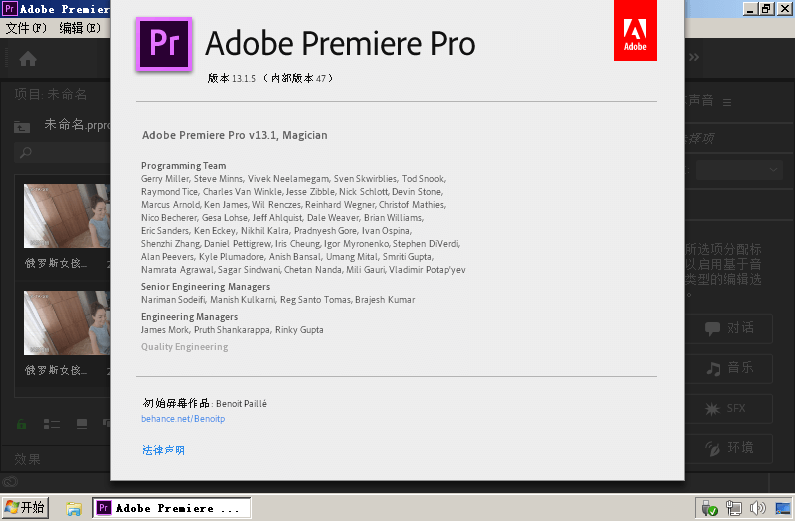 Adobe Premiere
文件(F) 编辑(E)
Pr
Adobe Premiere Pro
Adobe
版本 13.1.5 （内部版本 47）
项目: 未命名
声音
未命名.prpro
择项
Adobe Premiere Pro v13.1, Magician
Programming Team
Gerry Miller, Steve Minns, Vivek Neelamegam, Sven Skwirblies, Tod Snook,
Raymond Tice, Charles Van Winkle, Jesse Zibble, Nick Schlott, Devin Stone,
Marcus Arnold, Ken James, Wil Renczes, Reinhard Wegner, Christof Mathies,
Nico Becherer, Gesa Lohse, Jeff Ahlquist, Dale Weaver, Brian Williams,
Eric Sanders, Ken Eckey, Nikhil Kalra, Pradnyesh Gore, Ivan Ospina,
Shenzhi Zhang, Daniel Pettigrew, Iris Cheung, Igor Myronenko, Stephen DiVerdi,
Alan Peevers, Kyle Plumadore, Anish Bansal, Umang Mital, Smriti Gupta,
Namrata Agrawal, Sagar Sindwani, Chetan Nanda, Mili Gauri, Vladimir Potap'yev
Senior Engineering Managers
Nariman Sodeifi, Manish Kulkarni, Reg Santo Tomas, Brajesh Kumar
Engineering Managers
James Mork, Pruth Shankarappa, Rinky Gupta
Quality Engineering
俄罗斯女孩...
俄罗斯女孩...
所选项分配标
以启用基于音
类型的编辑选
。
对话
音乐
SFX
环境
初始屏幕作品: Benoit Paillé
behance.net/Benoitp
法律声明
效果
开始
Pr Adobe Premiere ...